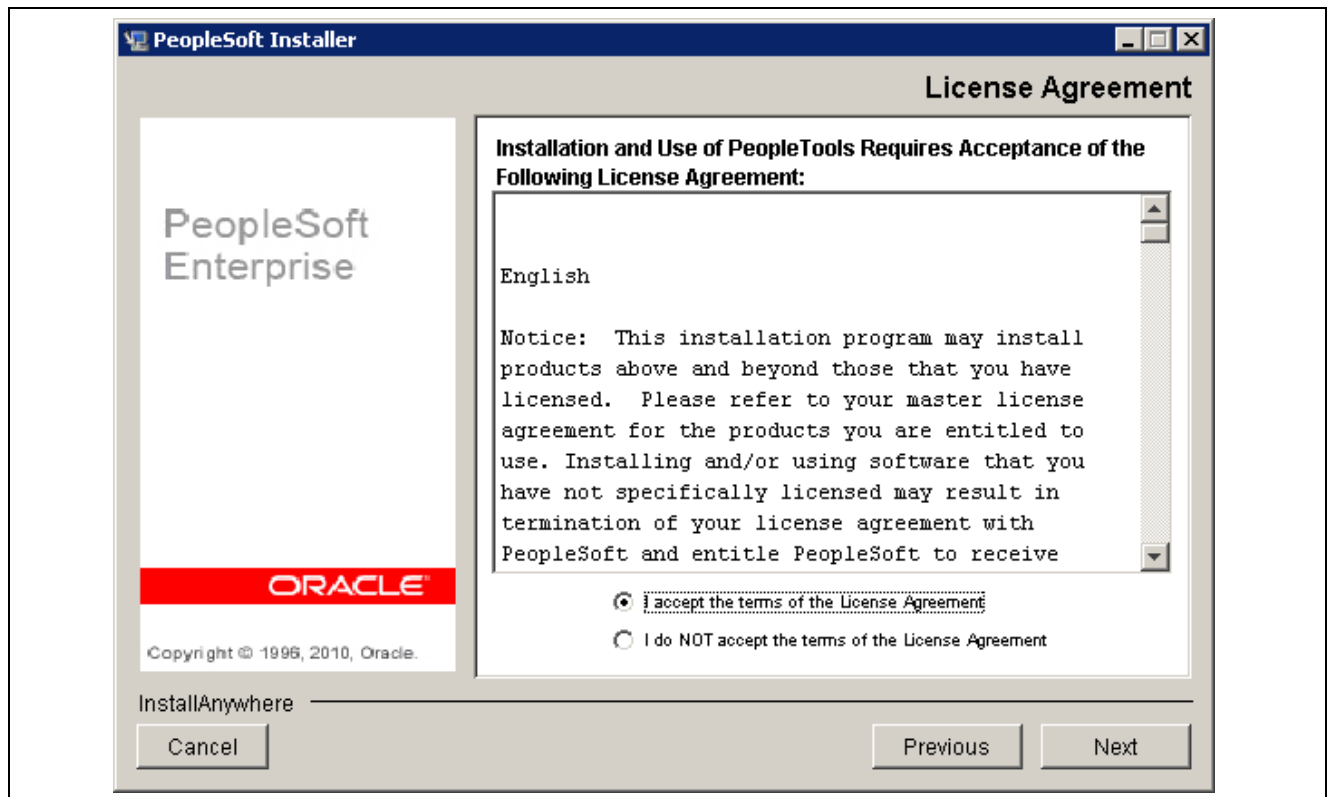 PeopleSoft Installer
License Agreement
PeopleSoft
Enterprise
ORACLE
Copyright © 1996, 2010, Oracle.
Installation and Use of PeopleTools Requires Acceptance of the
Following License Agreement:
English
Notice:  This installation program may install
products above and beyond those that you have
licensed.  Please refer to your master license
agreement for the products you are entitled to
use. Installing and/or using software that you
have not specifically licensed may result in
termination of your license agreement with
PeopleSoft and entitle PeopleSoft to receive
I accept the terms of the License Agreement
I do NOT accept the terms of the License Agreement
InstallAnywhere
Cancel
Previous
Next